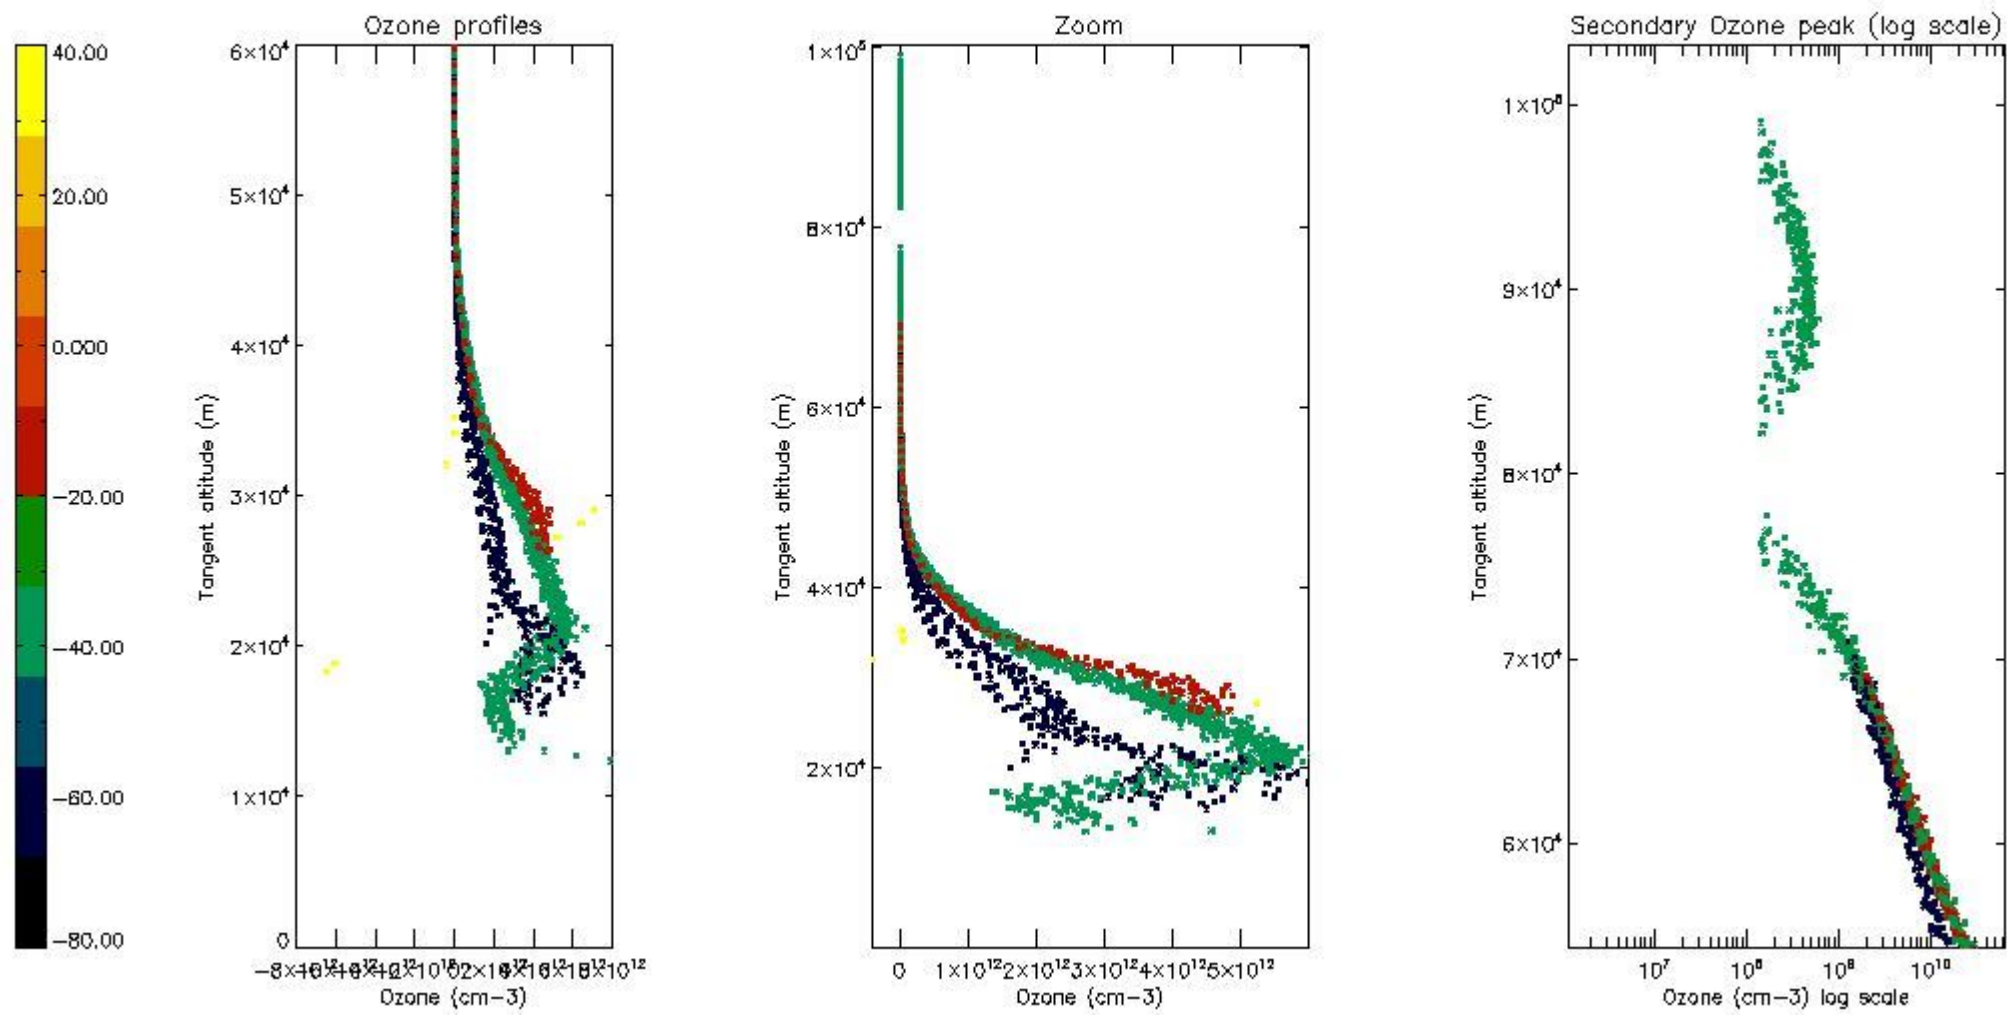 Ozone profiles
Zoom
Secondary Ozone peak (log scale)
40.00
20.00
0.000
−20.00
−40.00
−60.00
−80.00
6×10⁴
5×10⁴
4×10⁴
3×10⁴
2×10⁴
1×10⁴
0
Tangent altitude (m)
Ozone (cm−3)
1×10⁵
8×10⁴
6×10⁴
4×10⁴
2×10⁴
Tangent altitude (m)
0 1×10¹² 2×10¹² 3×10¹² 4×10¹² 5×10¹²
Ozone (cm−3)
9×10⁴
8×10⁴
7×10⁴
6×10⁴
Tangent altitude (m)
10⁷ 10⁸ 10⁹ 10¹⁰
Ozone (cm−3) log scale